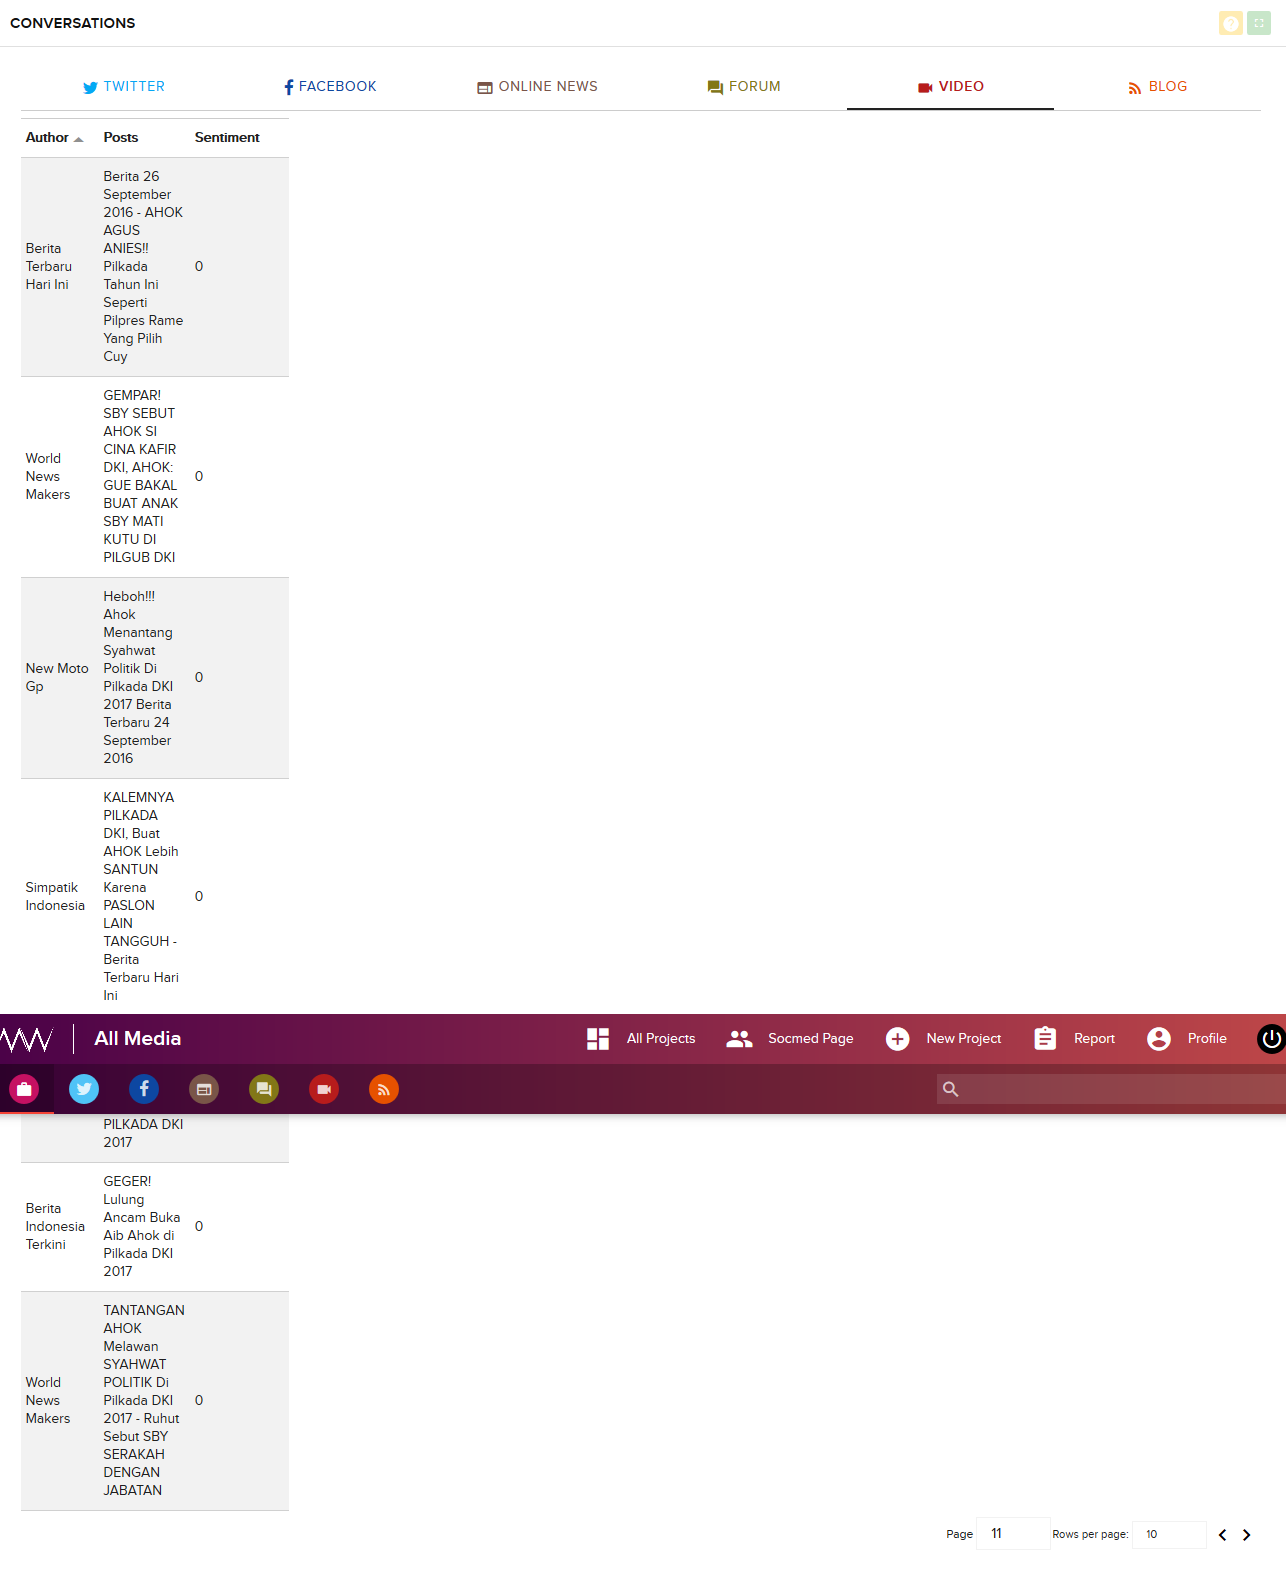 CONVERSATIONS
TWITTER FACEBOOK ONLINE NEWS FORUM VIDEO BLOG
Author Posts Sentiment
Berita Terbaru Hari Ini
Berita 26
September
2016 - AHOK
AGUS
ANIES!!
Pilkada
Tahun Ini
Seperti
Pilpres Rame
Yang Pilih
Cuy
0
World News Makers
GEMPAR!
SBY SEBUT
AHOK SI
CINA KAFIR
DKI, AHOK:
GUE BAKAL
BUAT ANAK
SBY MATI
KUTU DI
PILGUB DKI
0
New Moto Gp
Heboh!!!
Ahok
Menantang
Syahwat
Politik Di
Pilkada DKI
2017 Berita
Terbaru 24
September
2016
0
Simpatik Indonesia
KALEMNYA
PILKADA
DKI, Buat
AHOK Lebih
SANTUN
Karena
PASLON
LAIN
TANGGUH -
Berita
Terbaru Hari
Ini
0
All Media All Projects Socmed Page New Project Report Profile
PILKADA DKI
2017
Berita Indonesia Terkini
GEGER!
Lulung
Ancam Buka
Aib Ahok di
Pilkada DKI
2017
0
World News Makers
TANTANGAN
AHOK
Melawan
SYAHWAT
POLITIK Di
Pilkada DKI
2017 - Ruhut
Sebut SBY
SERAKAH
DENGAN
JABATAN
0
Page 11 Rows per page: 10